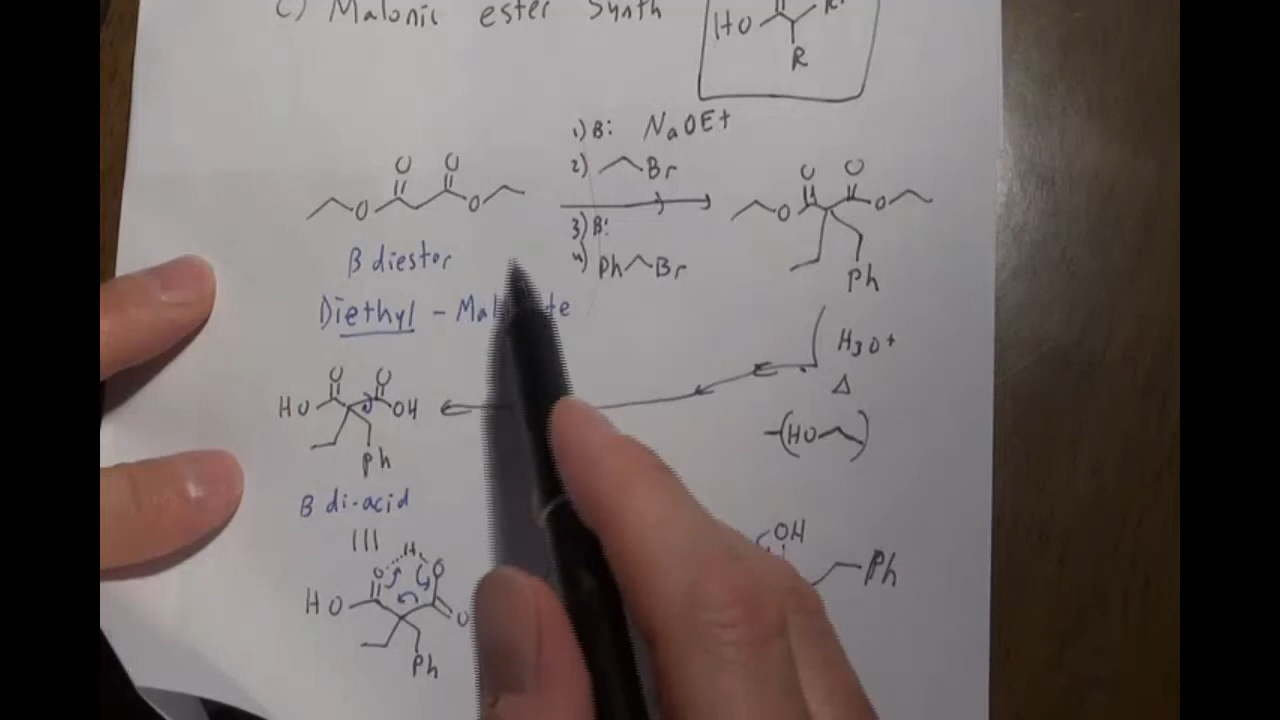 C) Malonic ester Synth
HO R' R
1) B: NaOEt
2) Br
3) B:
4) Ph Br
O O O O
β diester
Diethyl -
O O O O
Ph
H3O+
Δ
-(HO )
O O HO OH
Ph
β di-acid
H
O O
HO O
Ph
OH
Ph